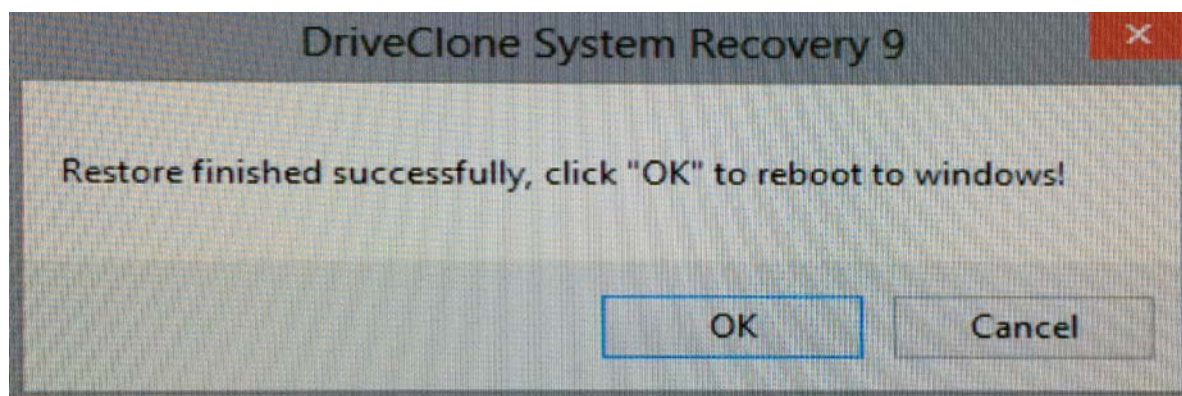 DriveClone System Recovery 9
Restore finished successfully, click "OK" to reboot to windows!
OK
Cancel